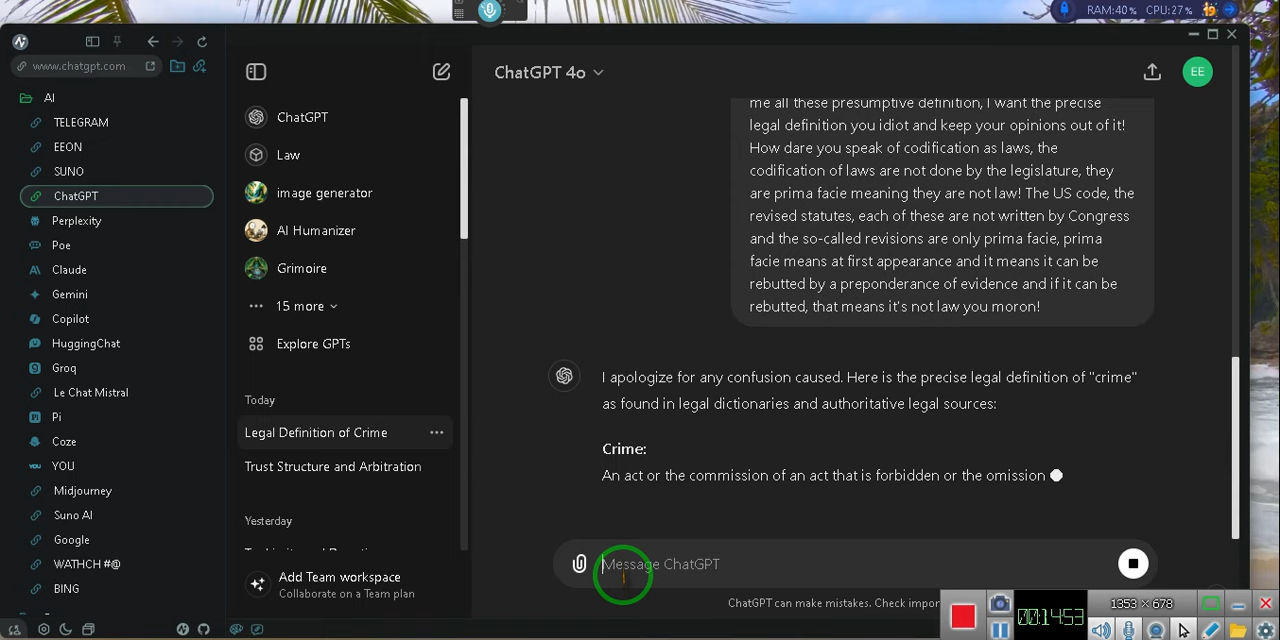 RAM:40% CPU:27% 19
www.chatgpt.com
AI
TELEGRAM
EEON
SUNO
ChatGPT
Perplexity
Poe
Claude
Gemini
Copilot
HuggingChat
Groq
Le Chat Mistral
Pi
Coze
YOU
Midjourney
Suno AI
Google
WATHCH #@
BING
ChatGPT
Law
image generator
AI Humanizer
Grimoire
15 more
Explore GPTs
Today
Legal Definition of Crime
Trust Structure and Arbitration
Yesterday
Add Team workspace
Collaborate on a Team plan
ChatGPT 4o
EE
me all these presumptive definition, I want the precise
legal definition you idiot and keep your opinions out of it!
How dare you speak of codification as laws, the
codification of laws are not done by the legislature, they
are prima facie meaning they are not law! The US code, the
revised statutes, each of these are not written by Congress
and the so-called revisions are only prima facie, prima
facie means at first appearance and it means it can be
rebutted by a preponderance of evidence and if it can be
rebutted, that means it's not law you moron!
I apologize for any confusion caused. Here is the precise legal definition of "crime"
as found in legal dictionaries and authoritative legal sources:
Crime:
An act or the commission of an act that is forbidden or the omission
Message ChatGPT
ChatGPT can make mistakes. Check impor
00:14:53
1353 × 678